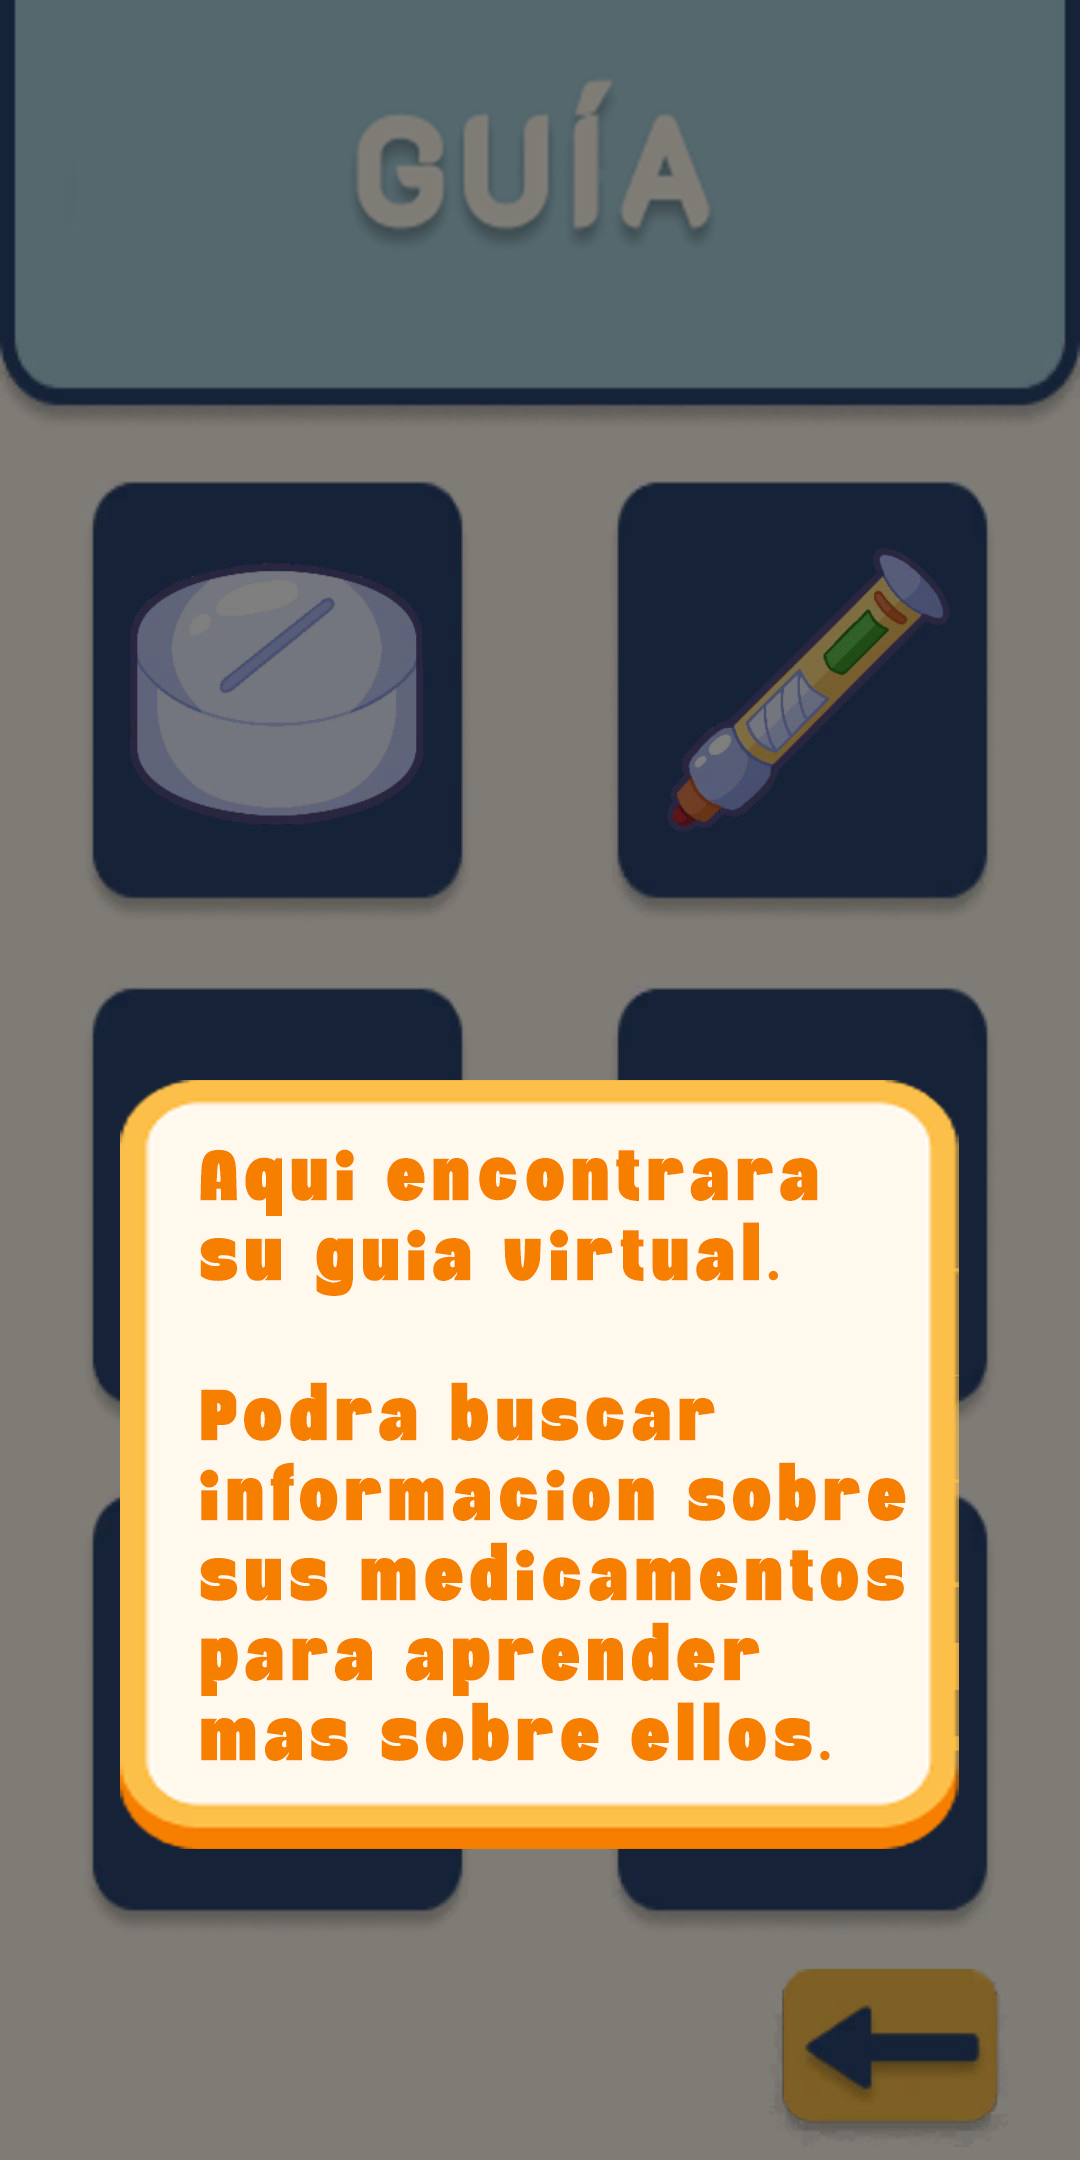 GUÍA
Aqui encontrara
su guia virtual.
Podra buscar
informacion sobre
sus medicamentos
para aprender
mas sobre ellos.